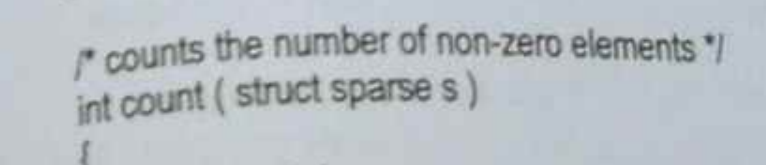 /* counts the number of non-zero elements */
int count ( struct sparse s )
{